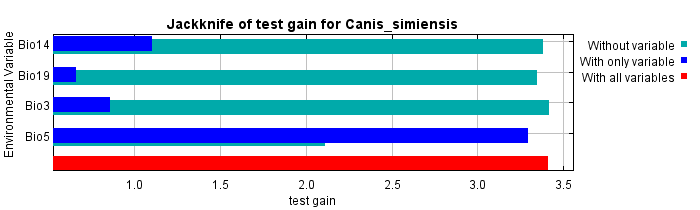 Jackknife of test gain for Canis_simiensis
Environmental Variable
Bio14
Bio19
Bio3
Bio5
1.0 1.5 2.0 2.5 3.0 3.5
test gain
Without variable
With only variable
With all variables